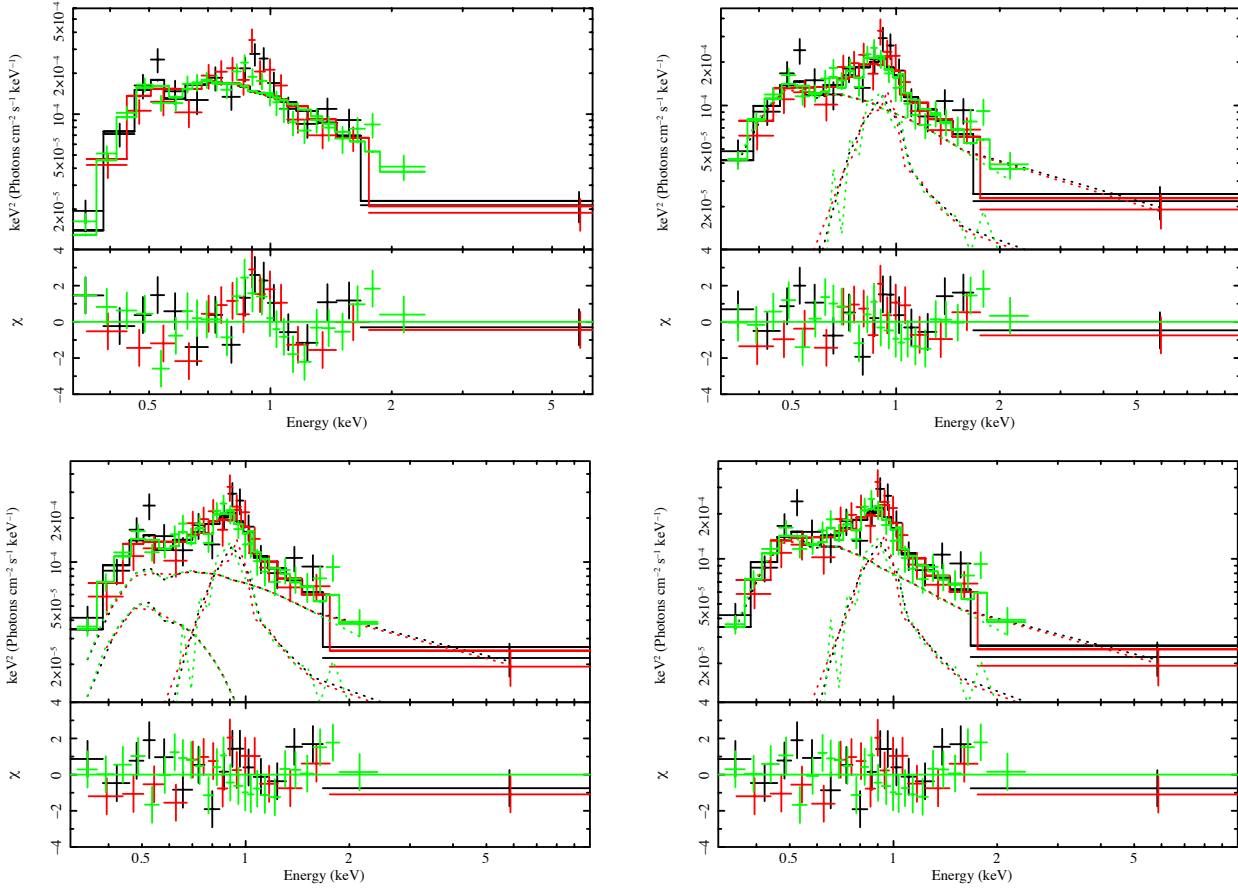 keV² (Photons cm⁻² s⁻¹ keV⁻¹)
5×10⁻⁴
2×10⁻⁴
10⁻⁴
5×10⁻⁵
2×10⁻⁵
χ
4
2
0
−2
−4
0.5 1 2 5
Energy (keV)
keV² (Photons cm⁻² s⁻¹ keV⁻¹)
2×10⁻⁴
10⁻⁴
5×10⁻⁵
2×10⁻⁵
χ
4
2
0
−2
−4
0.5 1 2 5
Energy (keV)
keV² (Photons cm⁻² s⁻¹ keV⁻¹)
2×10⁻⁴
10⁻⁴
5×10⁻⁵
2×10⁻⁵
χ
4
2
0
−2
−4
0.5 1 2 5
Energy (keV)
keV² (Photons cm⁻² s⁻¹ keV⁻¹)
2×10⁻⁴
10⁻⁴
5×10⁻⁵
2×10⁻⁵
χ
4
2
0
−2
−4
0.5 1 2 5
Energy (keV)